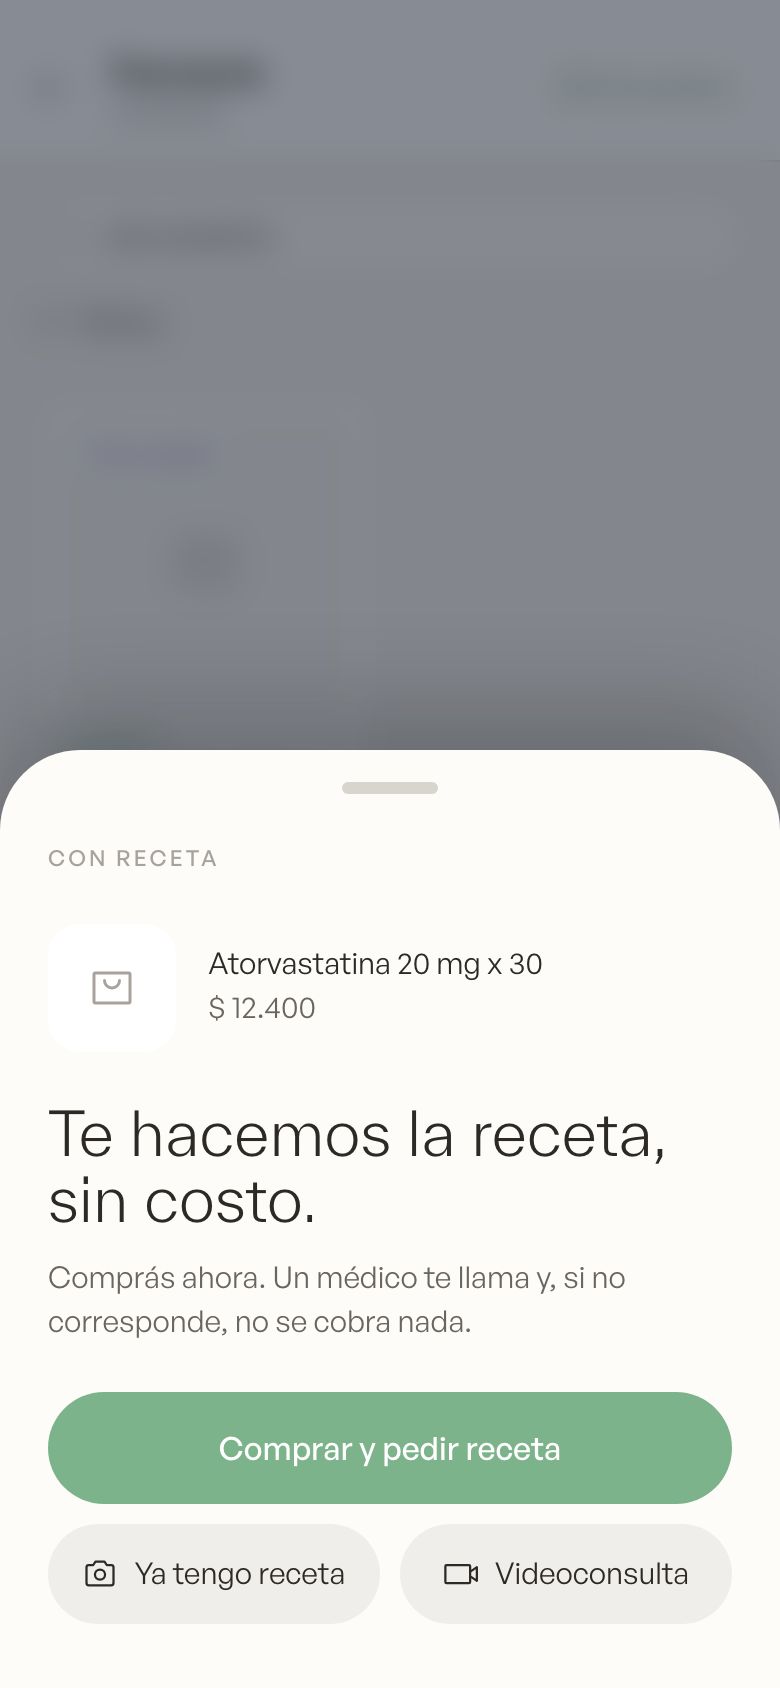 CON RECETA
Atorvastatina 20 mg x 30
$ 12.400
Te hacemos la receta,
sin costo.
Comprás ahora. Un médico te llama y, si no
corresponde, no se cobra nada.
Comprar y pedir receta
Ya tengo receta
Videoconsulta